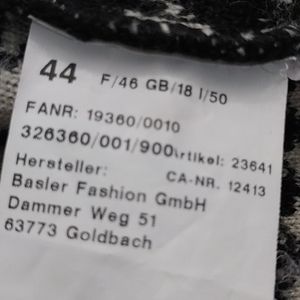 44 F/46 GB/18 I/50
FANR: 19360/0010
326360/001/900\rtikel: 23641
Hersteller: CA-NR. 12413
Basler Fashion GmbH
Dammer Weg 51
63773 Goldbach